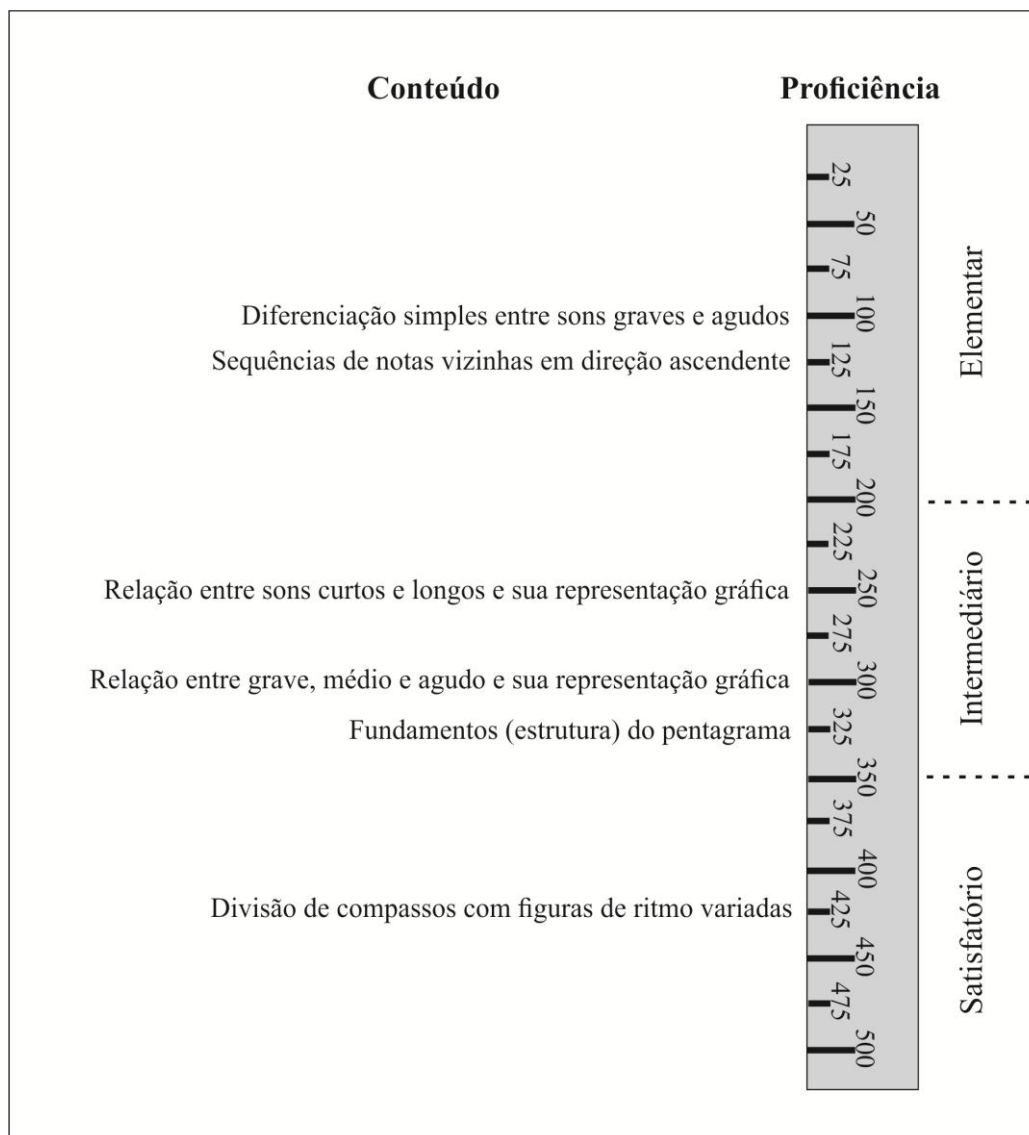 Conteúdo Proficiência
25
50
75
Diferenciação simples entre sons graves e agudos 100
Sequências de notas vizinhas em direção ascendente 125
150
175
200
Elementar
225
Relação entre sons curtos e longos e sua representação gráfica 250
275
Relação entre grave, médio e agudo e sua representação gráfica 300
Fundamentos (estrutura) do pentagrama 325
350
Intermediário
375
400
Divisão de compassos com figuras de ritmo variadas 425
450
475
500
Satisfatório